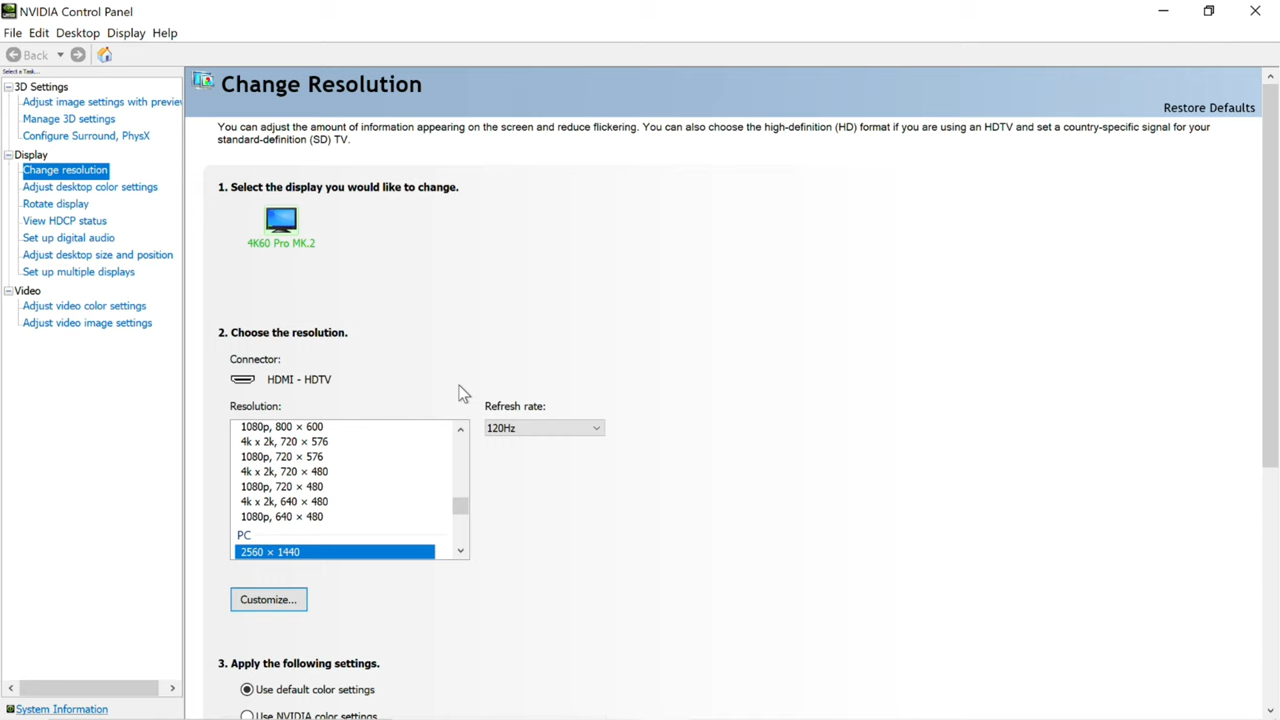 NVIDIA Control Panel
File Edit Desktop Display Help
Back
Select a Task...
3D Settings
Adjust image settings with preview
Manage 3D settings
Configure Surround, PhysX
Display
Change resolution
Adjust desktop color settings
Rotate display
View HDCP status
Set up digital audio
Adjust desktop size and position
Set up multiple displays
Video
Adjust video color settings
Adjust video image settings
System Information
Change Resolution
Restore Defaults
You can adjust the amount of information appearing on the screen and reduce flickering. You can also choose the high-definition (HD) format if you are using an HDTV and set a country-specific signal for your
standard-definition (SD) TV.
1. Select the display you would like to change.
4K60 Pro MK.2
2. Choose the resolution.
Connector:
HDMI - HDTV
Resolution:
1080p, 800 × 600
4k x 2k, 720 × 576
1080p, 720 × 576
4k x 2k, 720 × 480
1080p, 720 × 480
4k x 2k, 640 × 480
1080p, 640 × 480
PC
2560 × 1440
Refresh rate:
120Hz
Customize...
3. Apply the following settings.
Use default color settings
Use NVIDIA color settings